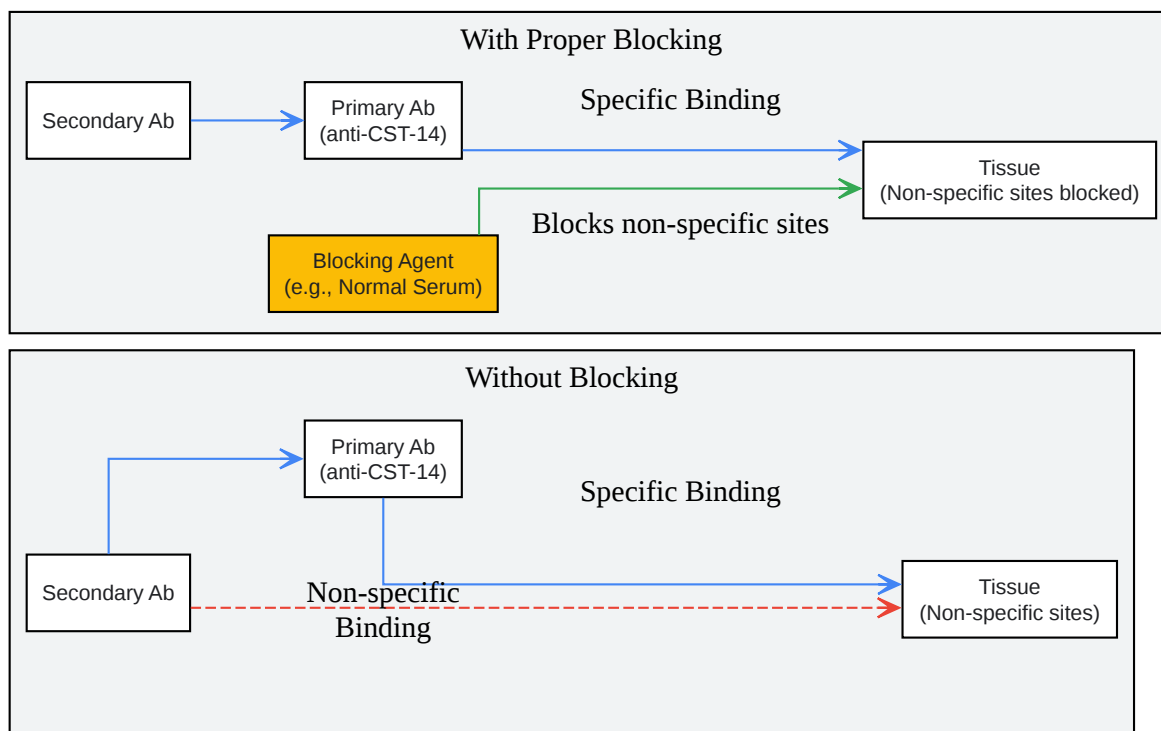 With Proper Blocking
Secondary Ab
Primary Ab
(anti-CST-14)
Specific Binding
Tissue
(Non-specific sites blocked)
Blocks non-specific sites
Blocking Agent
(e.g., Normal Serum)
Without Blocking
Primary Ab
(anti-CST-14)
Specific Binding
Secondary Ab
Non-specific
Binding
Tissue
(Non-specific sites)